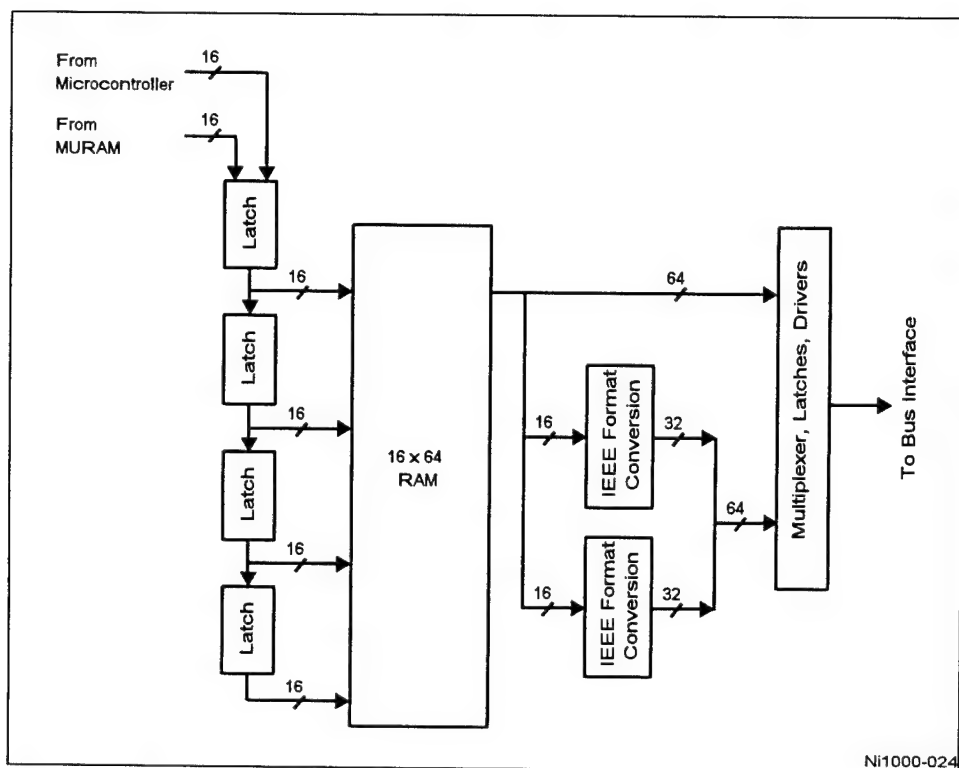 From
Microcontroller
16
From
MURAM
16
Latch
16
Latch
16
Latch
16
Latch
16
16 x 64
RAM
64
16
IEEE Format
Conversion
32
64
16
IEEE Format
Conversion
32
Multiplexer, Latches, Drivers
To Bus Interface
Ni1000-024